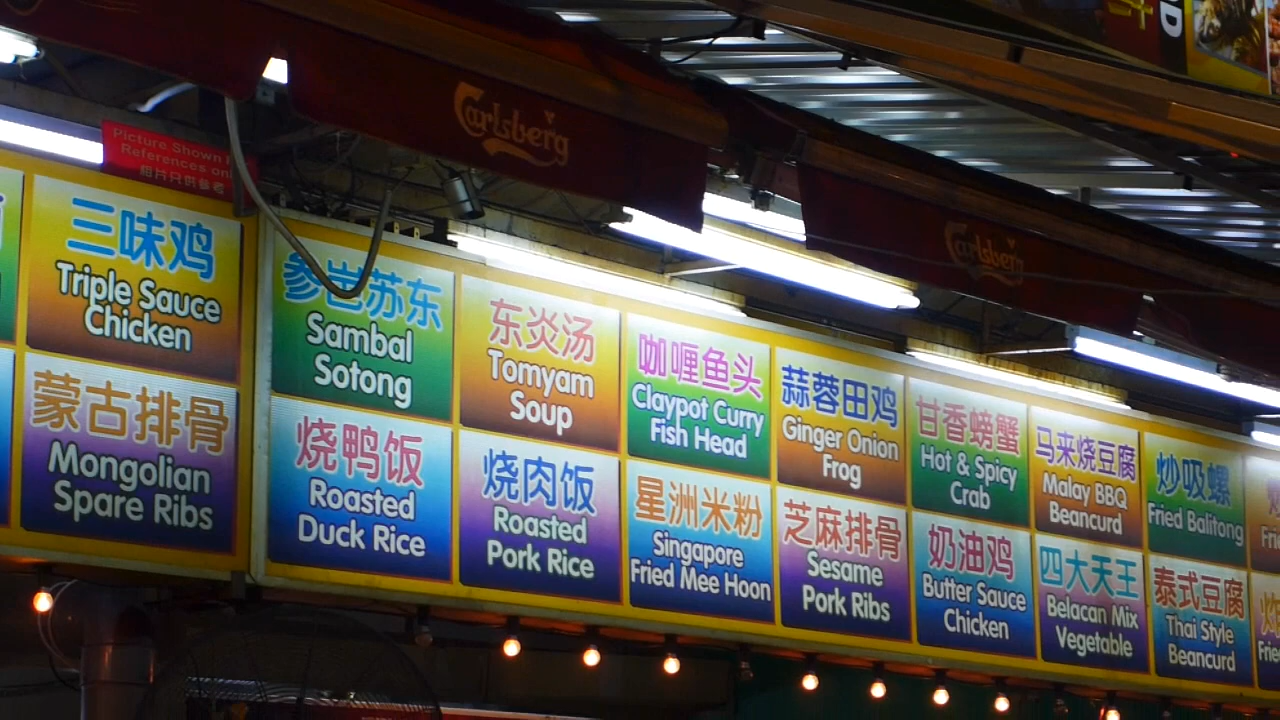 Carlsberg
Carlsberg
Picture Shown
References only
相片只供参考
三味鸡
Triple Sauce
Chicken
参岜苏东
Sambal
Sotong
东炎汤
Tomyam
Soup
咖喱鱼头
Claypot Curry
Fish Head
蒜蓉田鸡
Ginger Onion
Frog
甘香螃蟹
Hot & Spicy
Crab
马来烧豆腐
Malay BBQ
Beancurd
炒吸螺
Fried Balitong
蒙古排骨
Mongolian
Spare Ribs
烧鸭饭
Roasted
Duck Rice
烧肉饭
Roasted
Pork Rice
星洲米粉
Singapore
Fried Mee Hoon
芝麻排骨
Sesame
Pork Ribs
奶油鸡
Butter Sauce
Chicken
四大天王
Belacan Mix
Vegetable
泰式豆腐
Thai Style
Beancurd